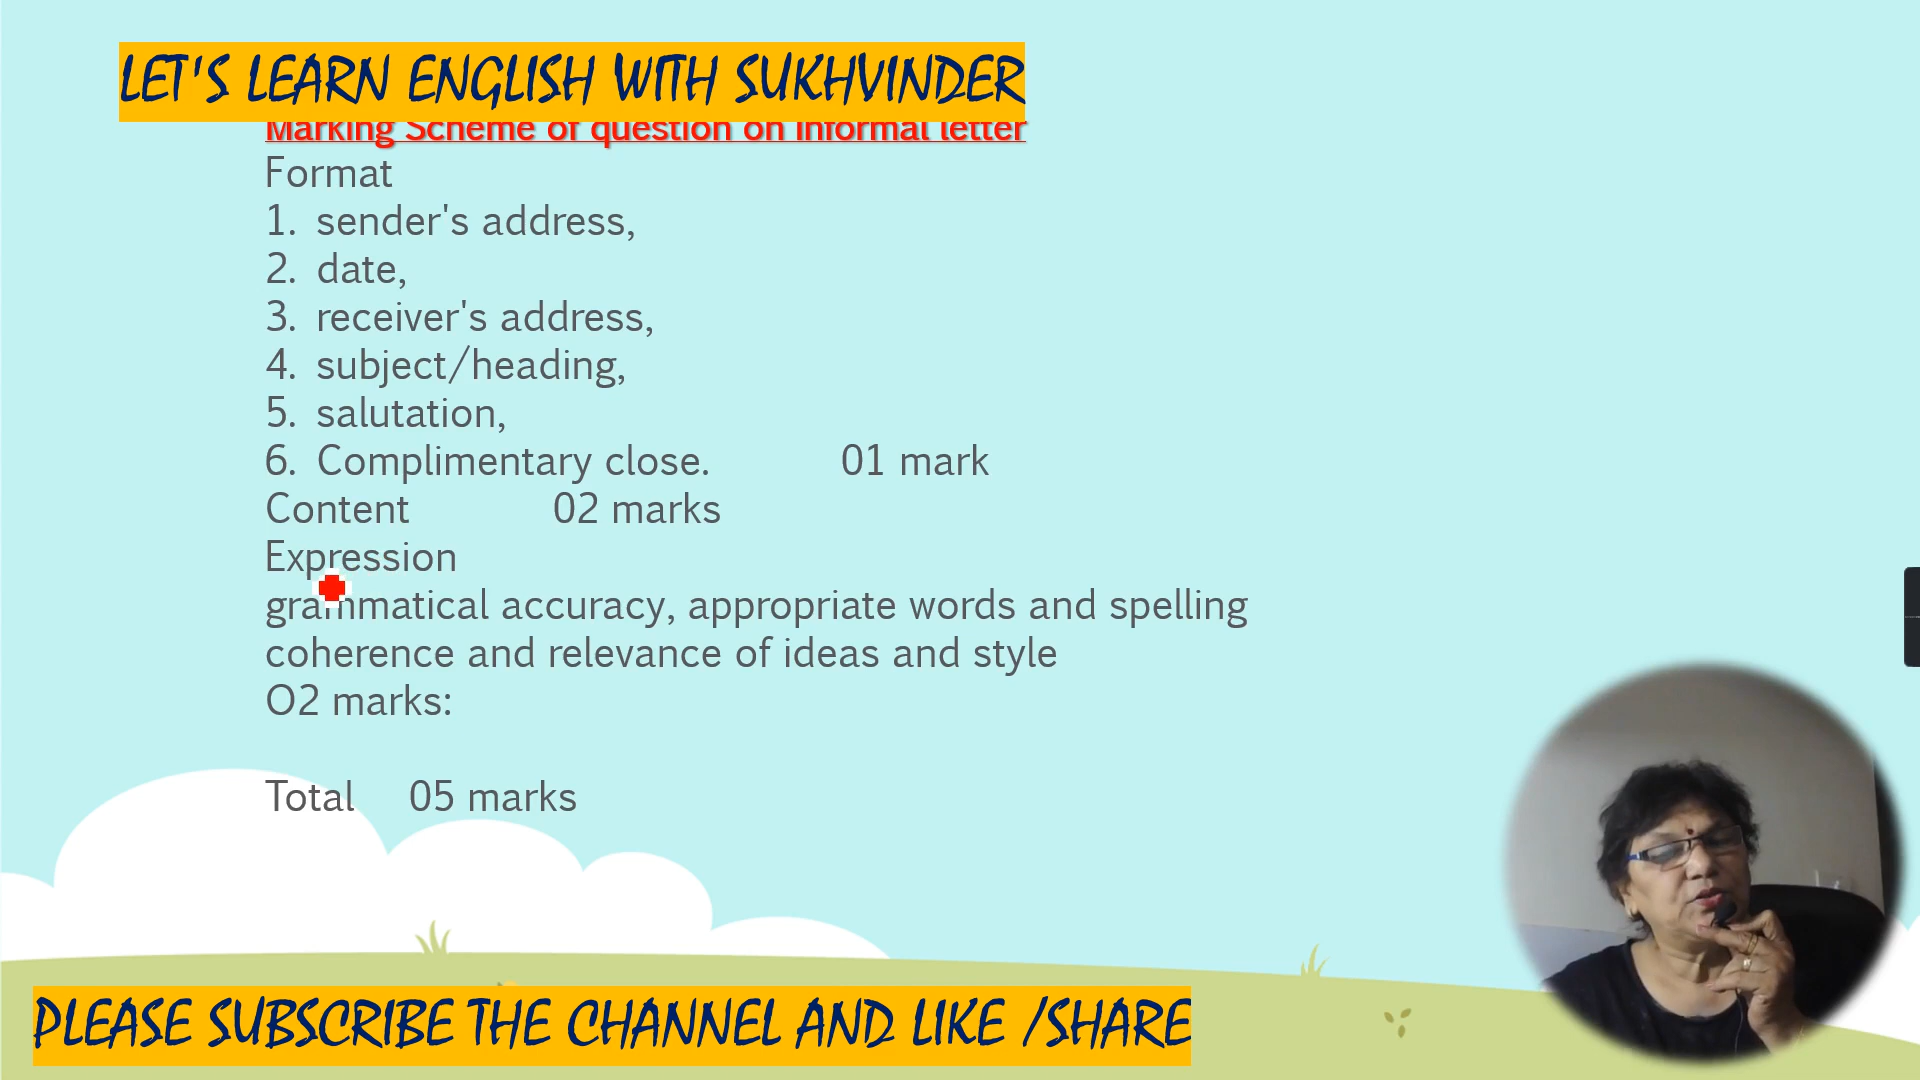 LET'S LEARN ENGLISH WITH SUKHVINDER
Marking Scheme of question on informal letter
Format
1. sender's address,
2. date,
3. receiver's address,
4. subject/heading,
5. salutation,
6. Complimentary close. 01 mark
Content 02 marks
Expression
grammatical accuracy, appropriate words and spelling
coherence and relevance of ideas and style
O2 marks:
Total 05 marks
PLEASE SUBSCRIBE THE CHANNEL AND LIKE /SHARE